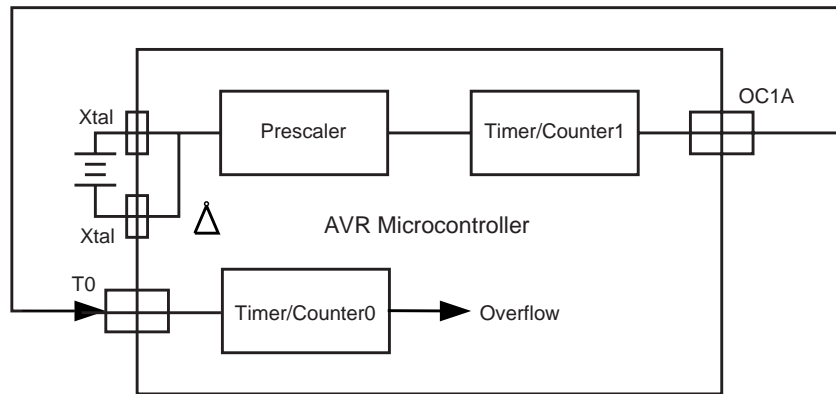 OC1A
Xtal
Prescaler
Timer/Counter1
Xtal
AVR Microcontroller
T0
Timer/Counter0
Overflow